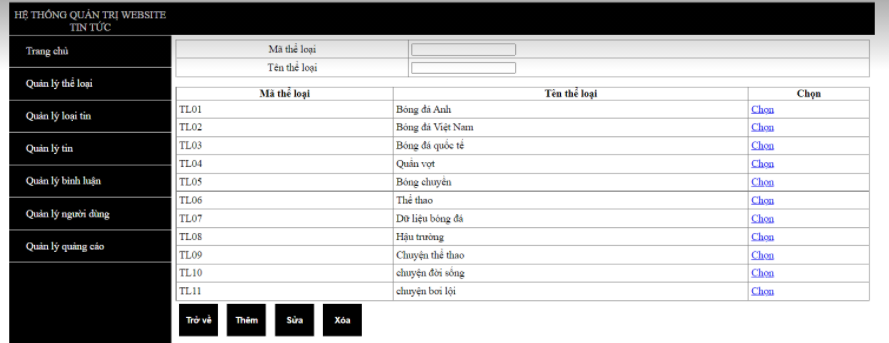 HỆ THỐNG QUẢN TRỊ WEBSITE
TIN TỨC
Trang chủ
Quản lý thể loại
Quản lý loại tin
Quản lý tin
Quản lý bình luận
Quản lý người dùng
Quản lý quảng cáo
Mã thể loại
Tên thể loại
Mã thể loại Tên thể loại Chọn
TL01 Bóng đá Anh Chọn
TL02 Bóng đá Việt Nam Chọn
TL03 Bóng đá quốc tế Chọn
TL04 Quần vợt Chọn
TL05 Bóng chuyền Chọn
TL06 Thể thao Chọn
TL07 Dữ liệu bóng đá Chọn
TL08 Hậu trường Chọn
TL09 Chuyện thể thao Chọn
TL10 chuyện đời sống Chọn
TL11 chuyện bơi lội Chọn
Trở về Thêm Sửa Xóa